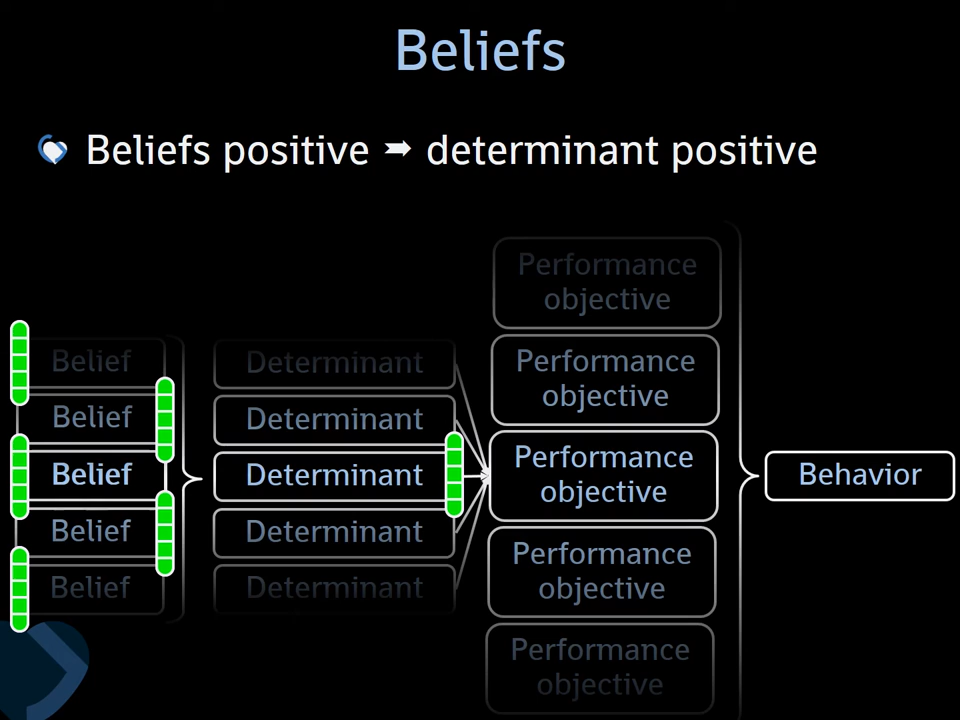 Beliefs
Beliefs positive ➨ determinant positive
Belief
Belief
Belief
Belief
Belief
Determinant
Determinant
Determinant
Determinant
Determinant
Performance
objective
Performance
objective
Performance
objective
Performance
objective
Performance
objective
Behavior